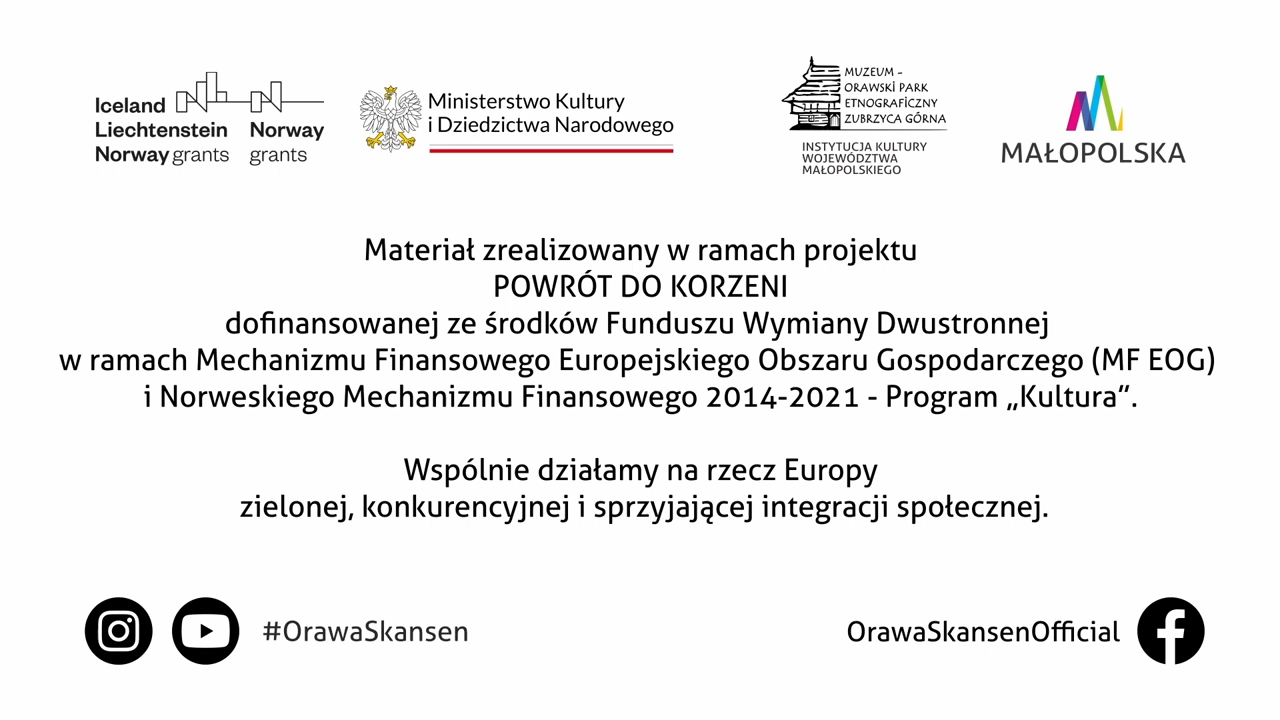 Iceland
Liechtenstein
Norway grants
Norway
grants
Ministerstwo Kultury
i Dziedzictwa Narodowego
MUZEUM -
ORAWSKI PARK
ETNOGRAFICZNY
ZUBRZYCA GÓRNA
INSTYTUCJA KULTURY
WOJEWÓDZTWA
MAŁOPOLSKIEGO
MAŁOPOLSKA
Materiał zrealizowany w ramach projektu
POWRÓT DO KORZENI
dofinansowanej ze środków Funduszu Wymiany Dwustronnej
w ramach Mechanizmu Finansowego Europejskiego Obszaru Gospodarczego (MF EOG)
i Norweskiego Mechanizmu Finansowego 2014-2021 - Program „Kultura”.
Wspólnie działamy na rzecz Europy
zielonej, konkurencyjnej i sprzyjającej integracji społecznej.
#OrawaSkansen
OrawaSkansenOfficial